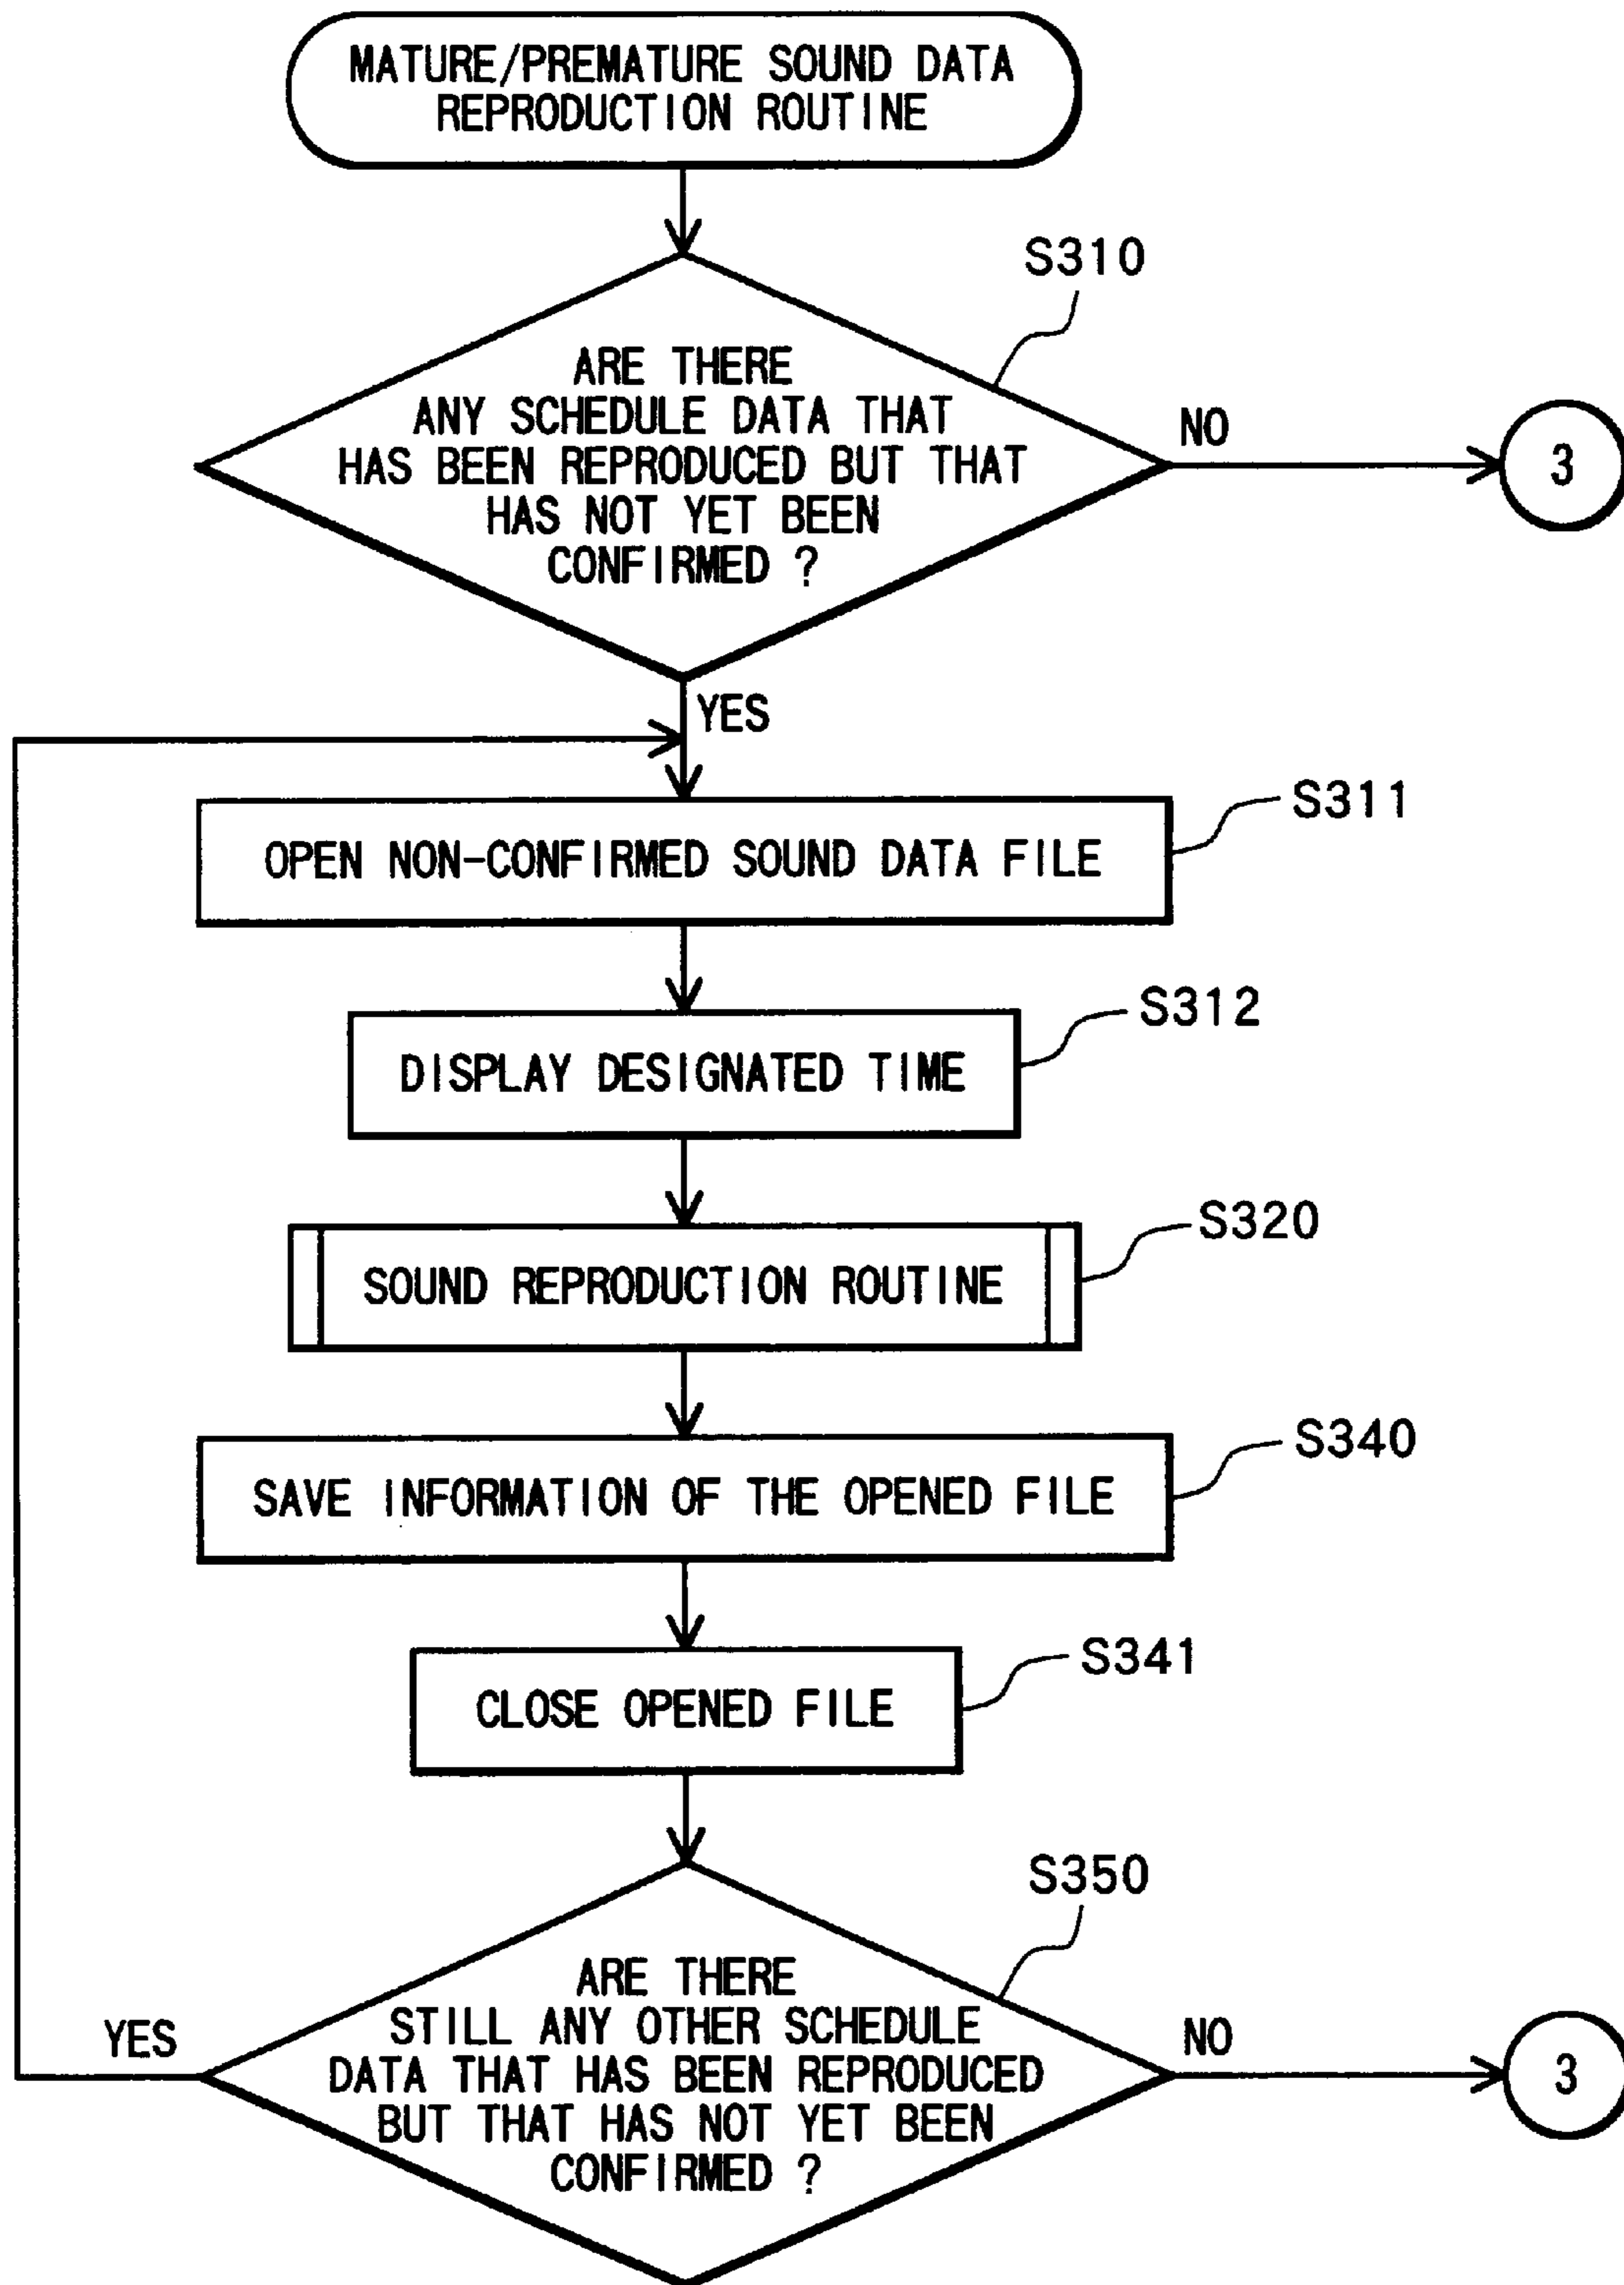 MATURE/PREMATURE SOUND DATA
REPRODUCTION ROUTINE
S310
ARE THERE
ANY SCHEDULE DATA THAT
HAS BEEN REPRODUCED BUT THAT
HAS NOT YET BEEN
CONFIRMED ?
NO
3
YES
S311
OPEN NON-CONFIRMED SOUND DATA FILE
S312
DISPLAY DESIGNATED TIME
S320
SOUND REPRODUCTION ROUTINE
S340
SAVE INFORMATION OF THE OPENED FILE
S341
CLOSE OPENED FILE
S350
ARE THERE
STILL ANY OTHER SCHEDULE
DATA THAT HAS BEEN REPRODUCED
BUT THAT HAS NOT YET BEEN
CONFIRMED ?
YES
NO
3